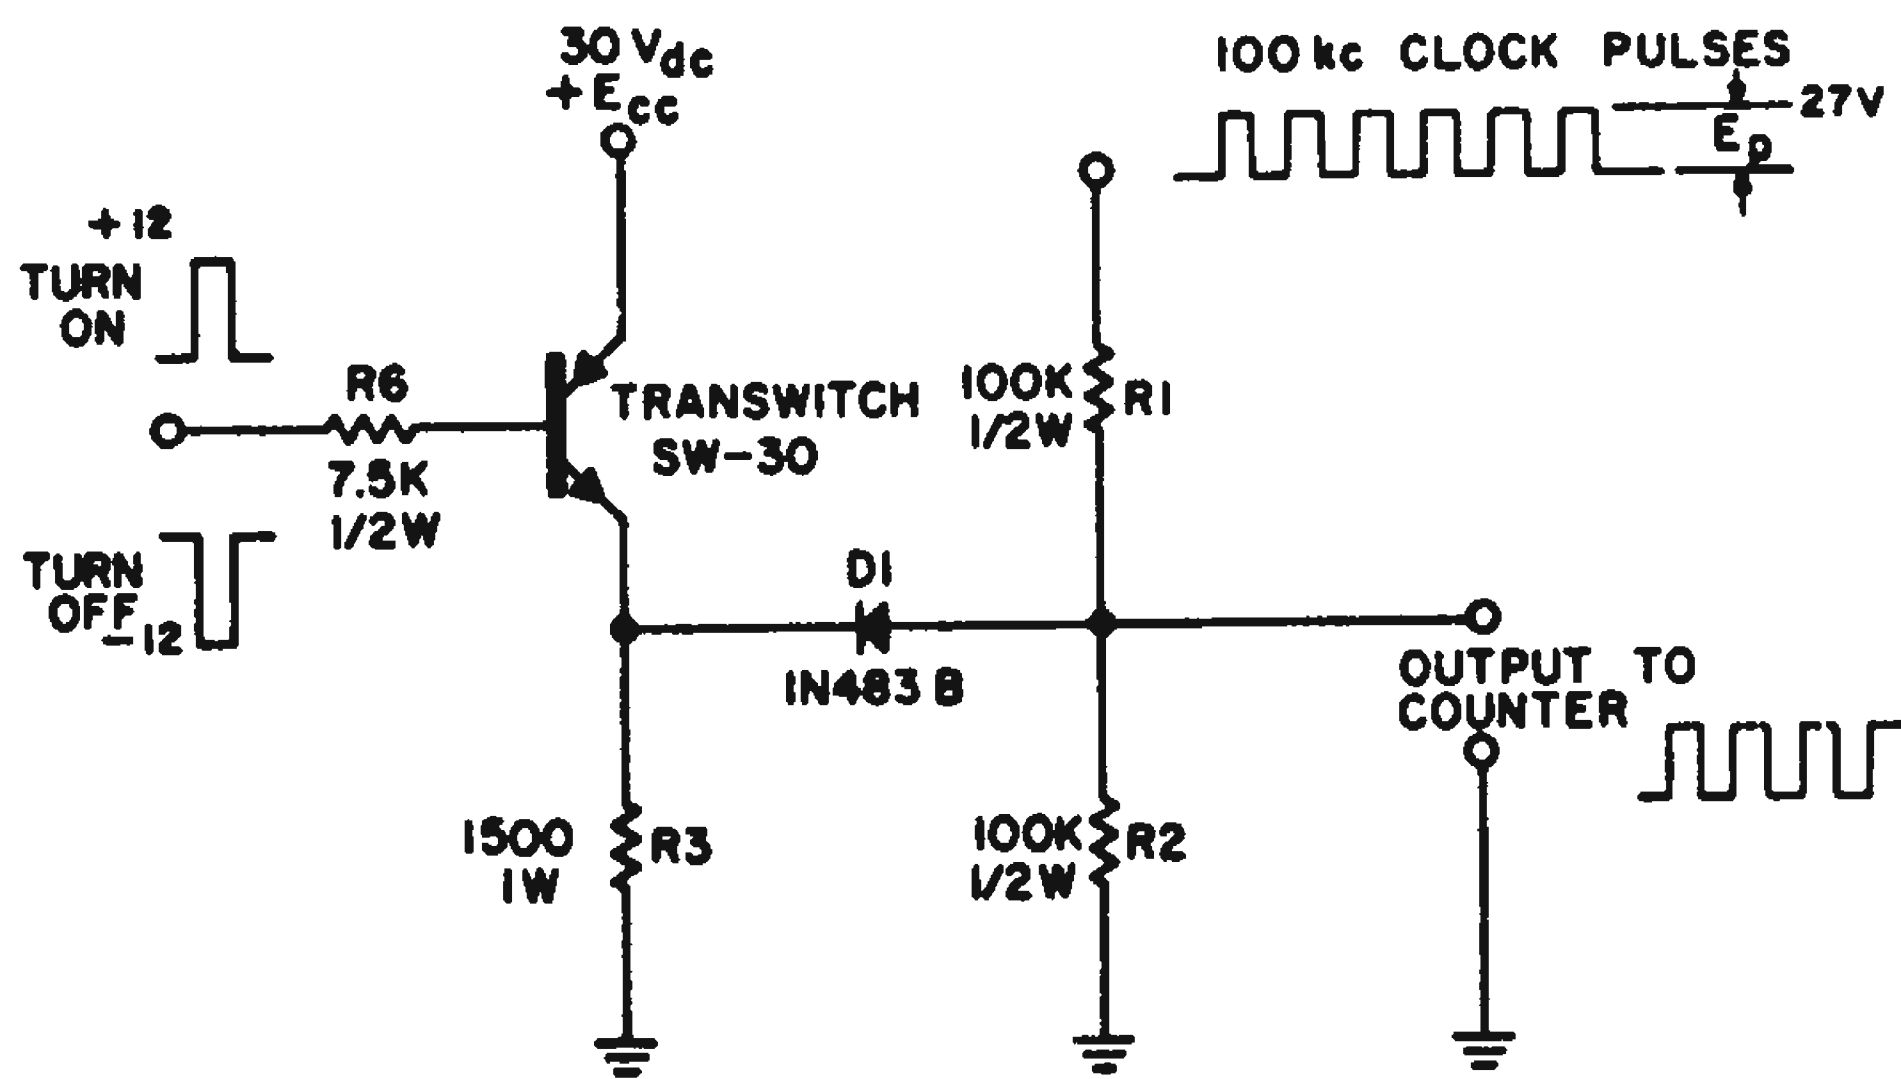 30 Vdc
+ Ecc
100 kc CLOCK PULSES
27V
Ep
+12
TURN
ON
R6
7.5K
1/2W
TRANSWITCH
SW-30
100K
1/2W
R1
TURN
OFF
-12
D1
1N483B
OUTPUT TO
COUNTER
1500
1W
R3
100K
1/2W
R2